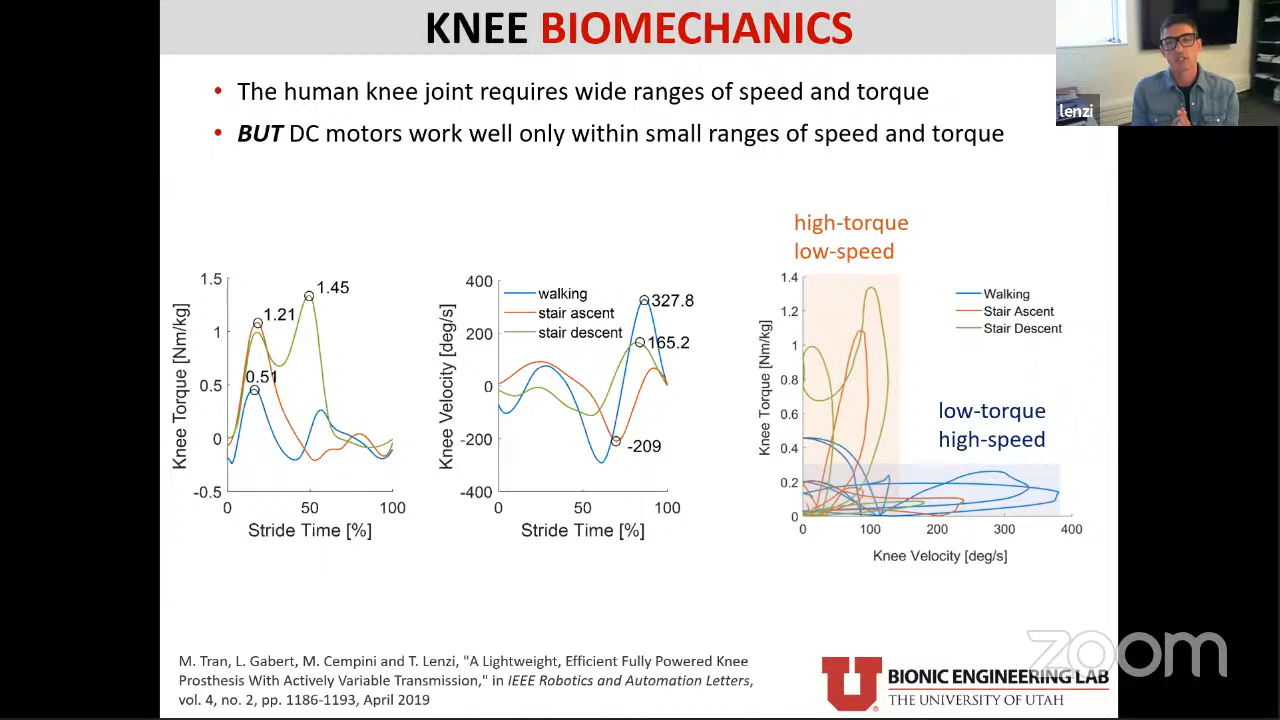 KNEE BIOMECHANICS
• The human knee joint requires wide ranges of speed and torque
• BUT DC motors work well only within small ranges of speed and torque
lenzi
1.5
1
0.5
0
-0.5
0
50
100
Knee Torque [Nm/kg]
Stride Time [%]
0.51
1.21
1.45
400
200
0
-200
-400
0
50
100
Knee Velocity [deg/s]
Stride Time [%]
walking
stair ascent
stair descent
327.8
165.2
-209
high-torque
low-speed
1.4
1.2
1
0.8
0.6
0.4
0.2
0
0
100
200
300
400
Knee Torque [Nm/kg]
Knee Velocity [deg/s]
Walking
Stair Ascent
Stair Descent
low-torque
high-speed
M. Tran, L. Gabert, M. Cempini and T. Lenzi, "A Lightweight, Efficient Fully Powered Knee
Prosthesis With Actively Variable Transmission," in IEEE Robotics and Automation Letters,
vol. 4, no. 2, pp. 1186-1193, April 2019
U
BIONIC ENGINEERING LAB
THE UNIVERSITY OF UTAH
zoom